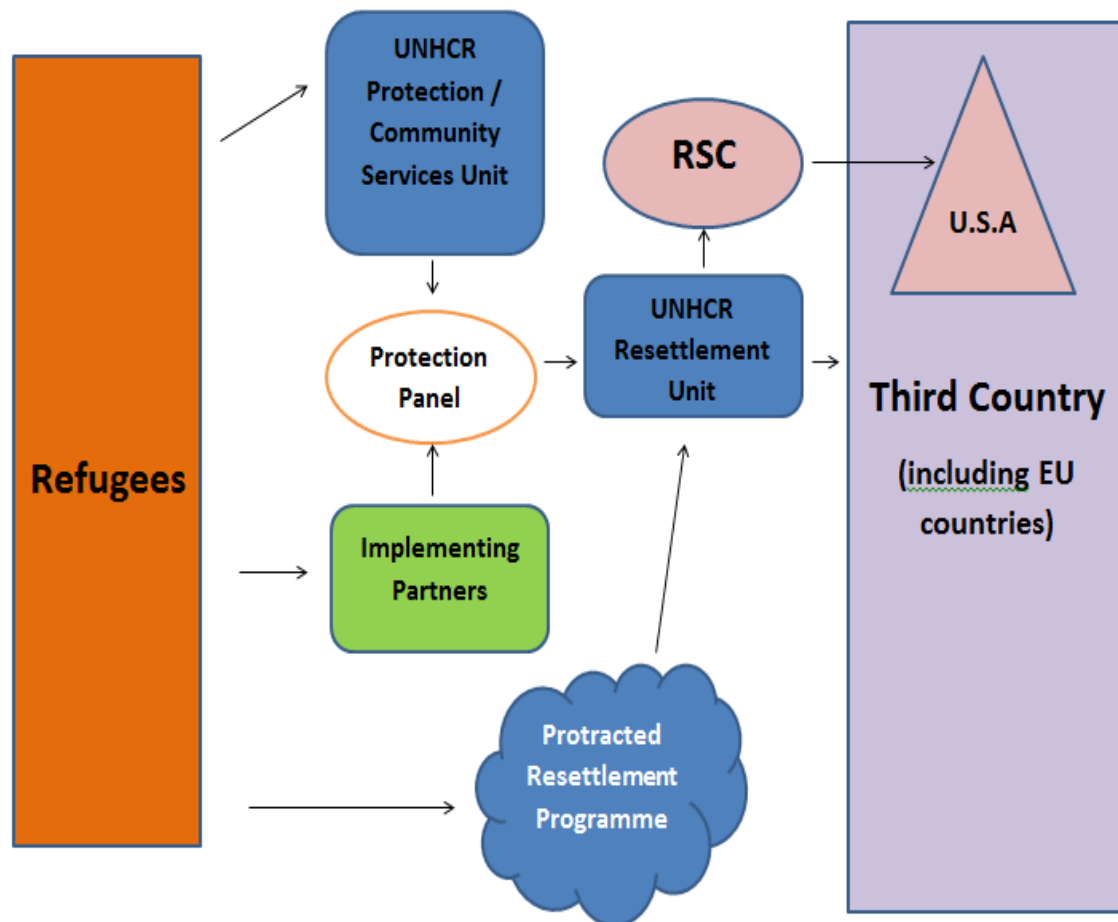 Refugees
UNHCR
Protection /
Community
Services Unit
Protection
Panel
Implementing
Partners
Protracted
Resettlement
Programme
RSC
UNHCR
Resettlement
Unit
U.S.A
Third Country
(including EU
countries)